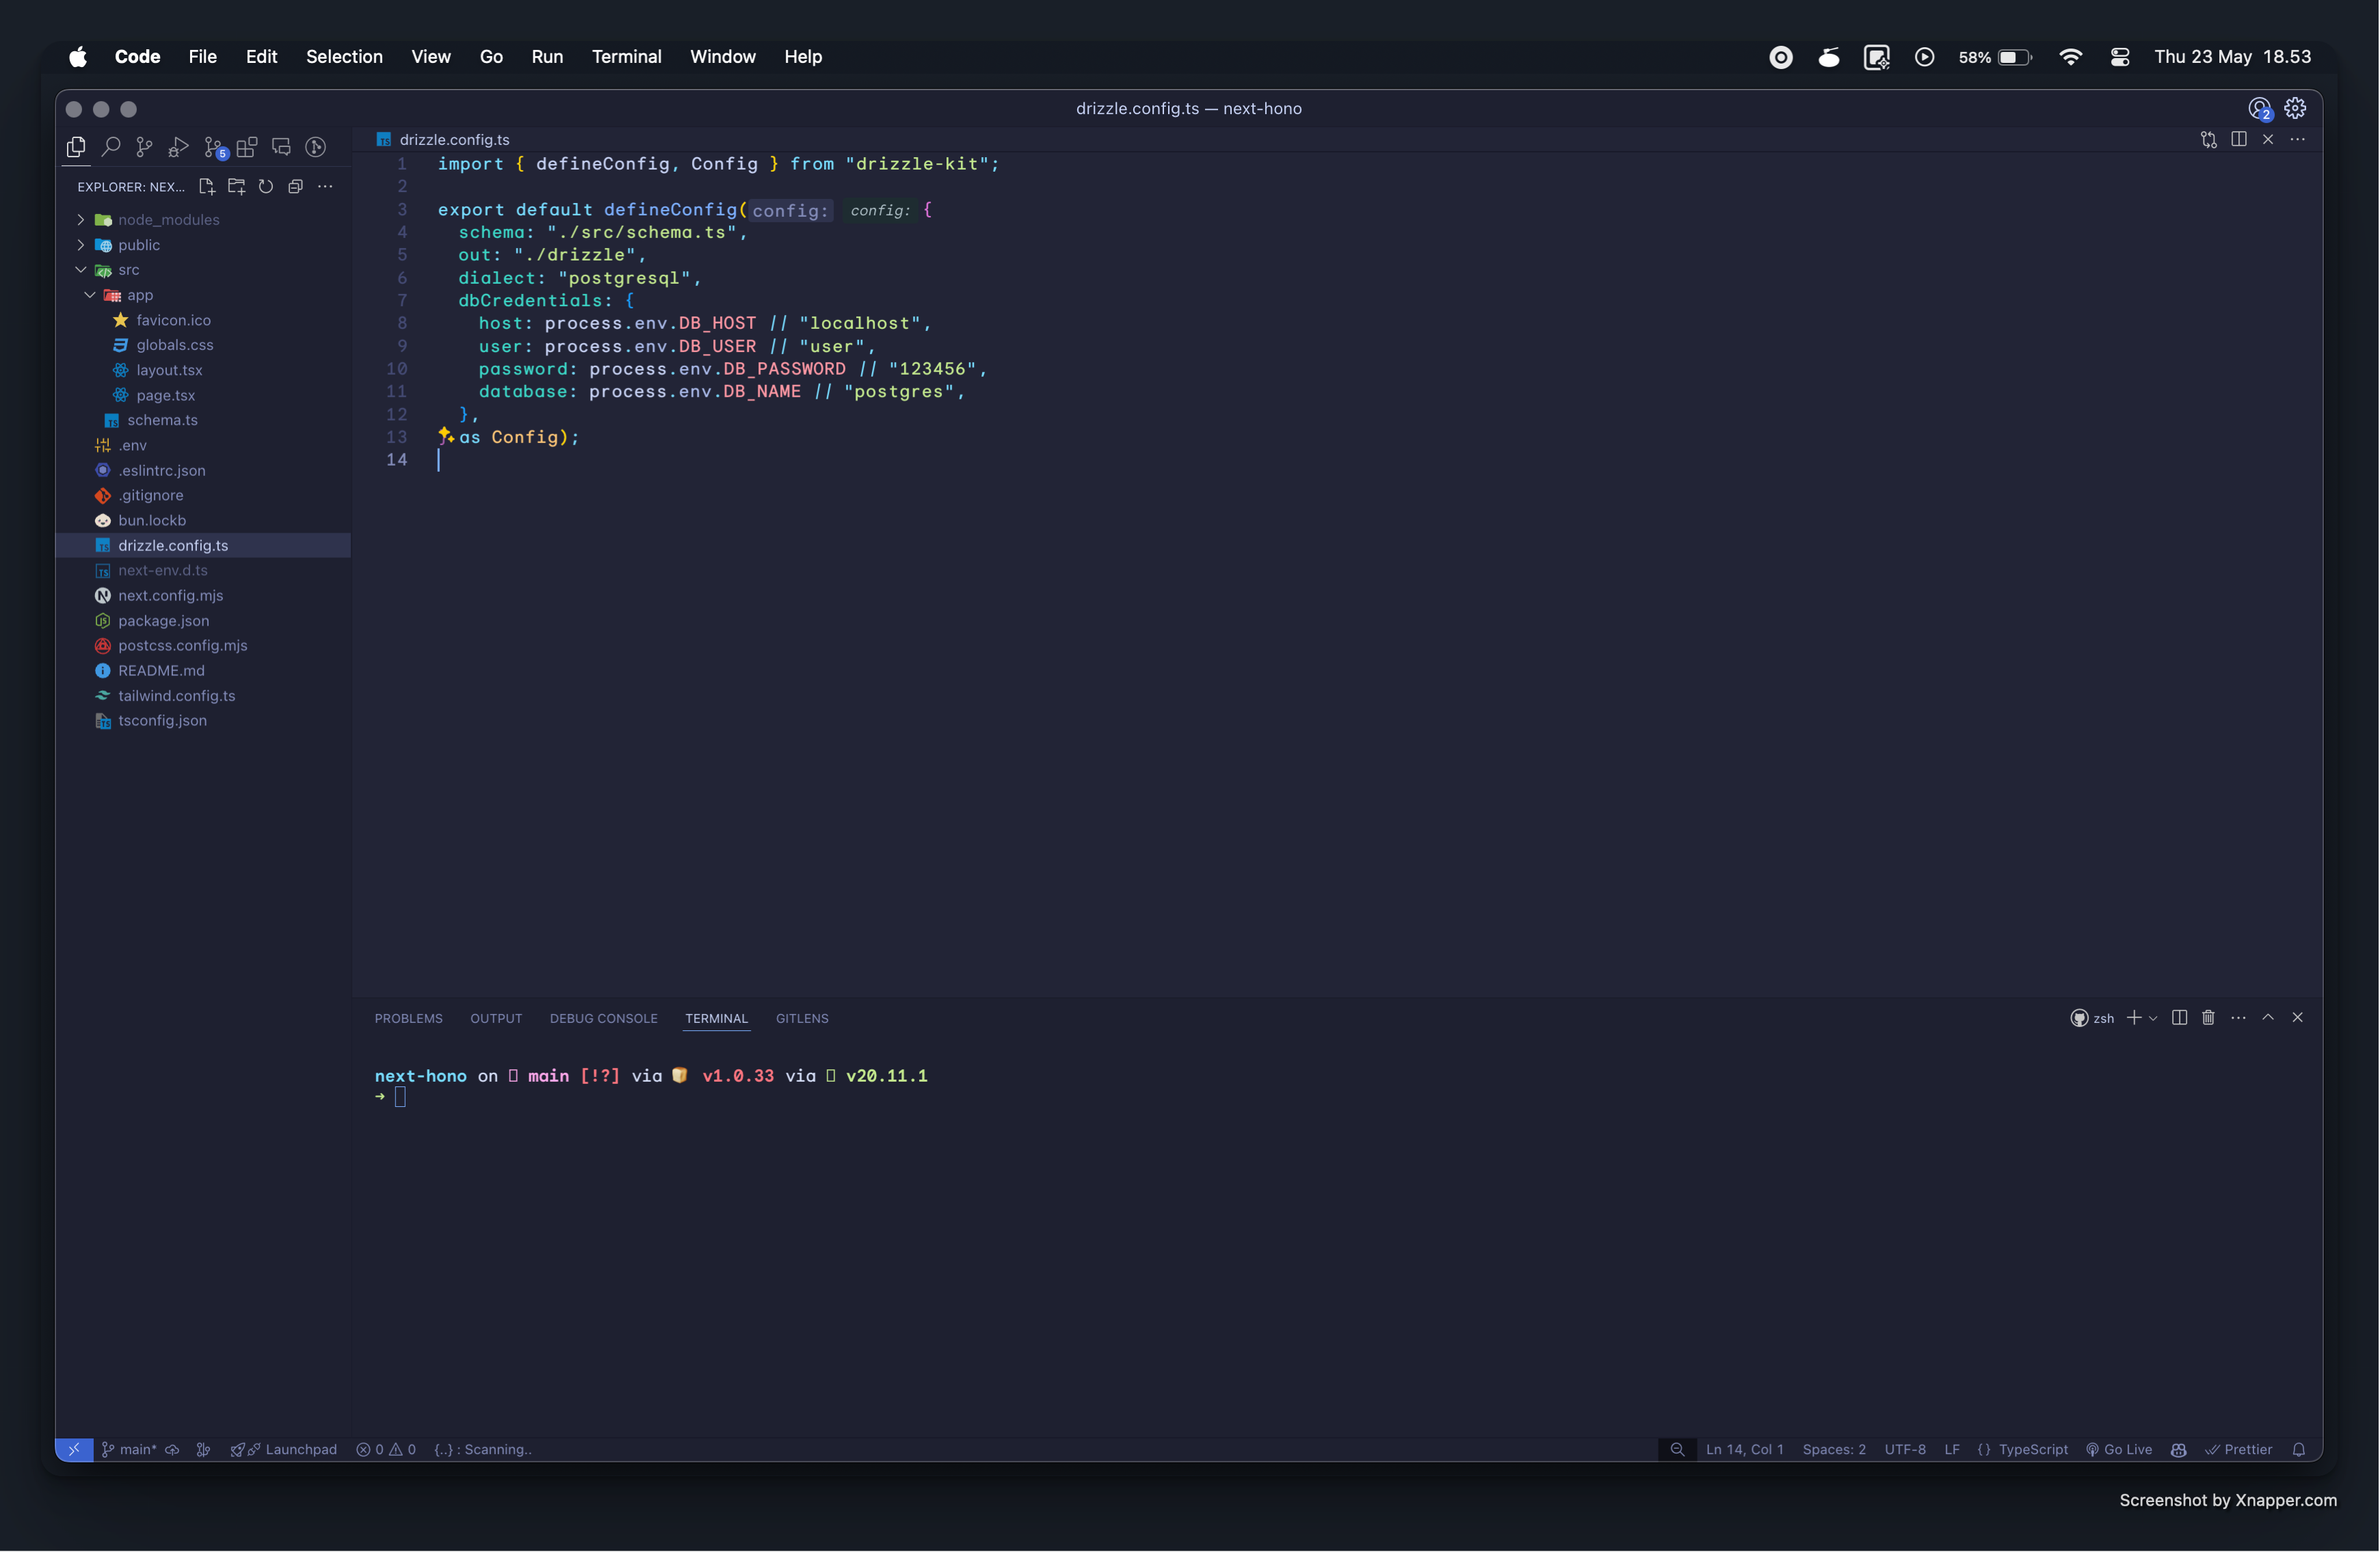 Code File Edit Selection View Go Run Terminal Window Help 58% Thu 23 May 18.53
drizzle.config.ts — next-hono
2
5
drizzle.config.ts
EXPLORER: NEX...
node_modules
public
src
app
favicon.ico
globals.css
layout.tsx
page.tsx
schema.ts
.env
.eslintrc.json
.gitignore
bun.lockb
drizzle.config.ts
next-env.d.ts
next.config.mjs
package.json
postcss.config.mjs
README.md
tailwind.config.ts
tsconfig.json
1 import { defineConfig, Config } from "drizzle-kit";
2
3 export default defineConfig(config: config: {
4 schema: "./src/schema.ts",
5 out: "./drizzle",
6 dialect: "postgresql",
7 dbCredentials: {
8 host: process.env.DB_HOST || "localhost",
9 user: process.env.DB_USER || "user",
10 password: process.env.DB_PASSWORD || "123456",
11 database: process.env.DB_NAME || "postgres",
12 },
13 } as Config);
14
PROBLEMS OUTPUT DEBUG CONSOLE TERMINAL GITLENS zsh
next-hono on main [!?] via v1.0.33 via v20.11.1
➜
main* Launchpad 0 0 {..} : Scanning.. Ln 14, Col 1 Spaces: 2 UTF-8 LF {} TypeScript Go Live Prettier
Screenshot by Xnapper.com